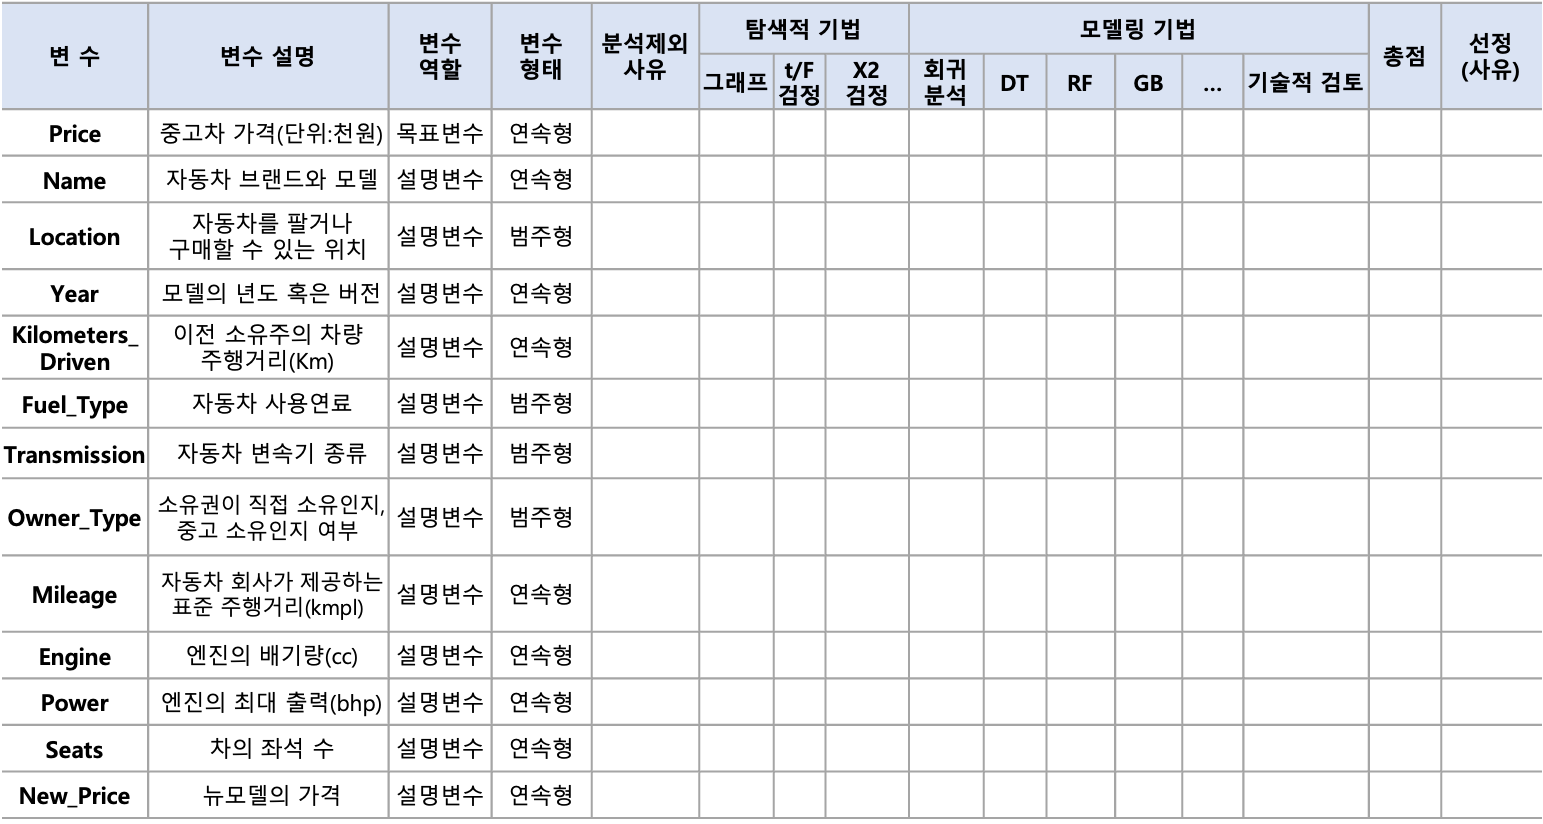 변 수 변수 설명 변수 역할 변수 형태 분석제외 사유 탐색적 기법 모델링 기법 총점 선정 (사유)
그래프 t/F 검정 X2 검정 회귀 분석 DT RF GB ... 기술적 검토
Price 중고차 가격(단위:천원) 목표변수 연속형
Name 자동차 브랜드와 모델 설명변수 연속형
Location 자동차를 팔거나 구매할 수 있는 위치 설명변수 범주형
Year 모델의 년도 혹은 버전 설명변수 연속형
Kilometers_ Driven 이전 소유주의 차량 주행거리(Km) 설명변수 연속형
Fuel_Type 자동차 사용연료 설명변수 범주형
Transmission 자동차 변속기 종류 설명변수 범주형
Owner_Type 소유권이 직접 소유인지, 중고 소유인지 여부 설명변수 범주형
Mileage 자동차 회사가 제공하는 표준 주행거리(kmpl) 설명변수 연속형
Engine 엔진의 배기량(cc) 설명변수 연속형
Power 엔진의 최대 출력(bhp) 설명변수 연속형
Seats 차의 좌석 수 설명변수 연속형
New_Price 뉴모델의 가격 설명변수 연속형